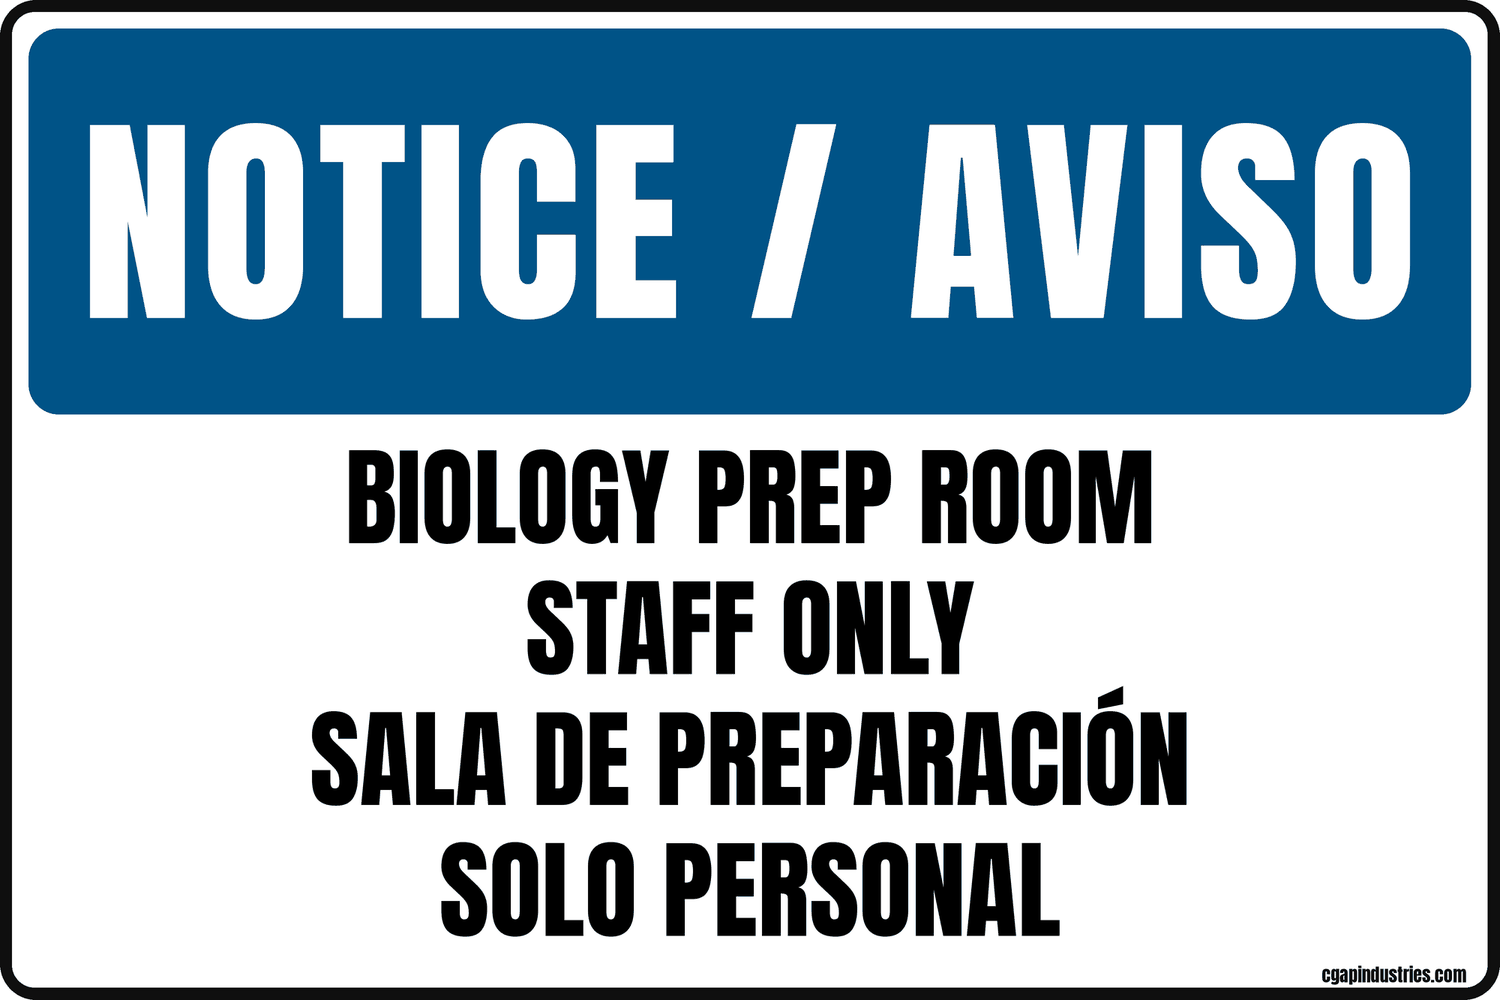 NOTICE / AVISO
BIOLOGY PREP ROOM
STAFF ONLY
SALA DE PREPARACIÓN
SOLO PERSONAL
cgapindustries.com